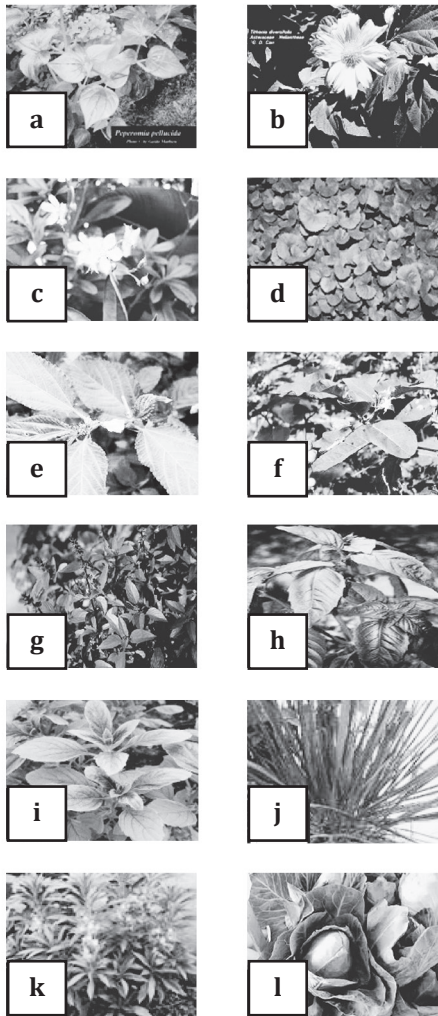 Peperomia pellucida
a
Tithonia diversifolia
Asteraceae Heliantheae
© D. Carr
b
c
d
e
f
g
h
i
j
k
l